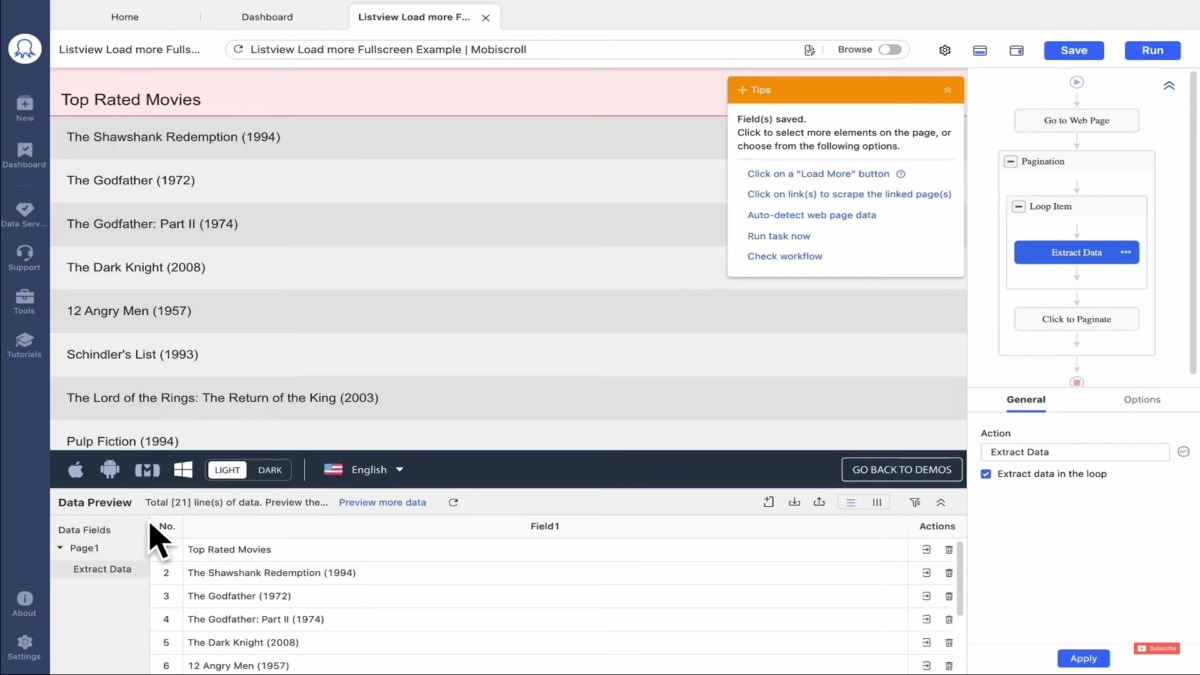 Home
Dashboard
Listview Load more F...
Listview Load more Fulls...
Listview Load more Fullscreen Example | Mobiscroll
Browse
Save
Run
New
Dashboard
Data Serv...
Support
Tools
Tutorials
About
Settings
Top Rated Movies
The Shawshank Redemption (1994)
The Godfather (1972)
The Godfather: Part II (1974)
The Dark Knight (2008)
12 Angry Men (1957)
Schindler's List (1993)
The Lord of the Rings: The Return of the King (2003)
Pulp Fiction (1994)
Tips
Field(s) saved.
Click to select more elements on the page, or
choose from the following options.
Click on a "Load More" button
Click on link(s) to scrape the linked page(s)
Auto-detect web page data
Run task now
Check workflow
LIGHT
DARK
English
GO BACK TO DEMOS
Go to Web Page
Pagination
Loop Item
Extract Data
Click to Paginate
General
Options
Action
Extract Data
Extract data in the loop
Apply
Subscribe
Data Preview
Total [21] line(s) of data. Preview the...
Preview more data
Data Fields
Page1
Extract Data
No.
Field1
Actions
Top Rated Movies
2 The Shawshank Redemption (1994)
3 The Godfather (1972)
4 The Godfather: Part II (1974)
5 The Dark Knight (2008)
6 12 Angry Men (1957)